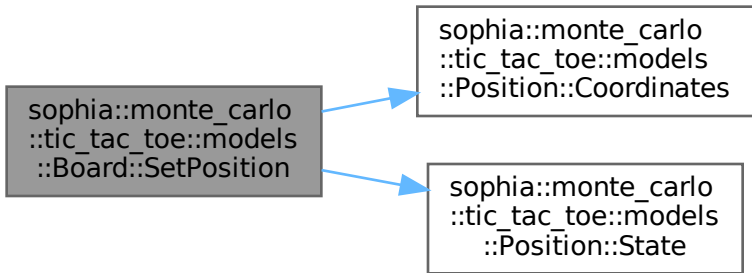 sophia::monte_carlo
::tic_tac_toe::models
::Board::SetPosition
sophia::monte_carlo
::tic_tac_toe::models
::Position::Coordinates
sophia::monte_carlo
::tic_tac_toe::models
::Position::State